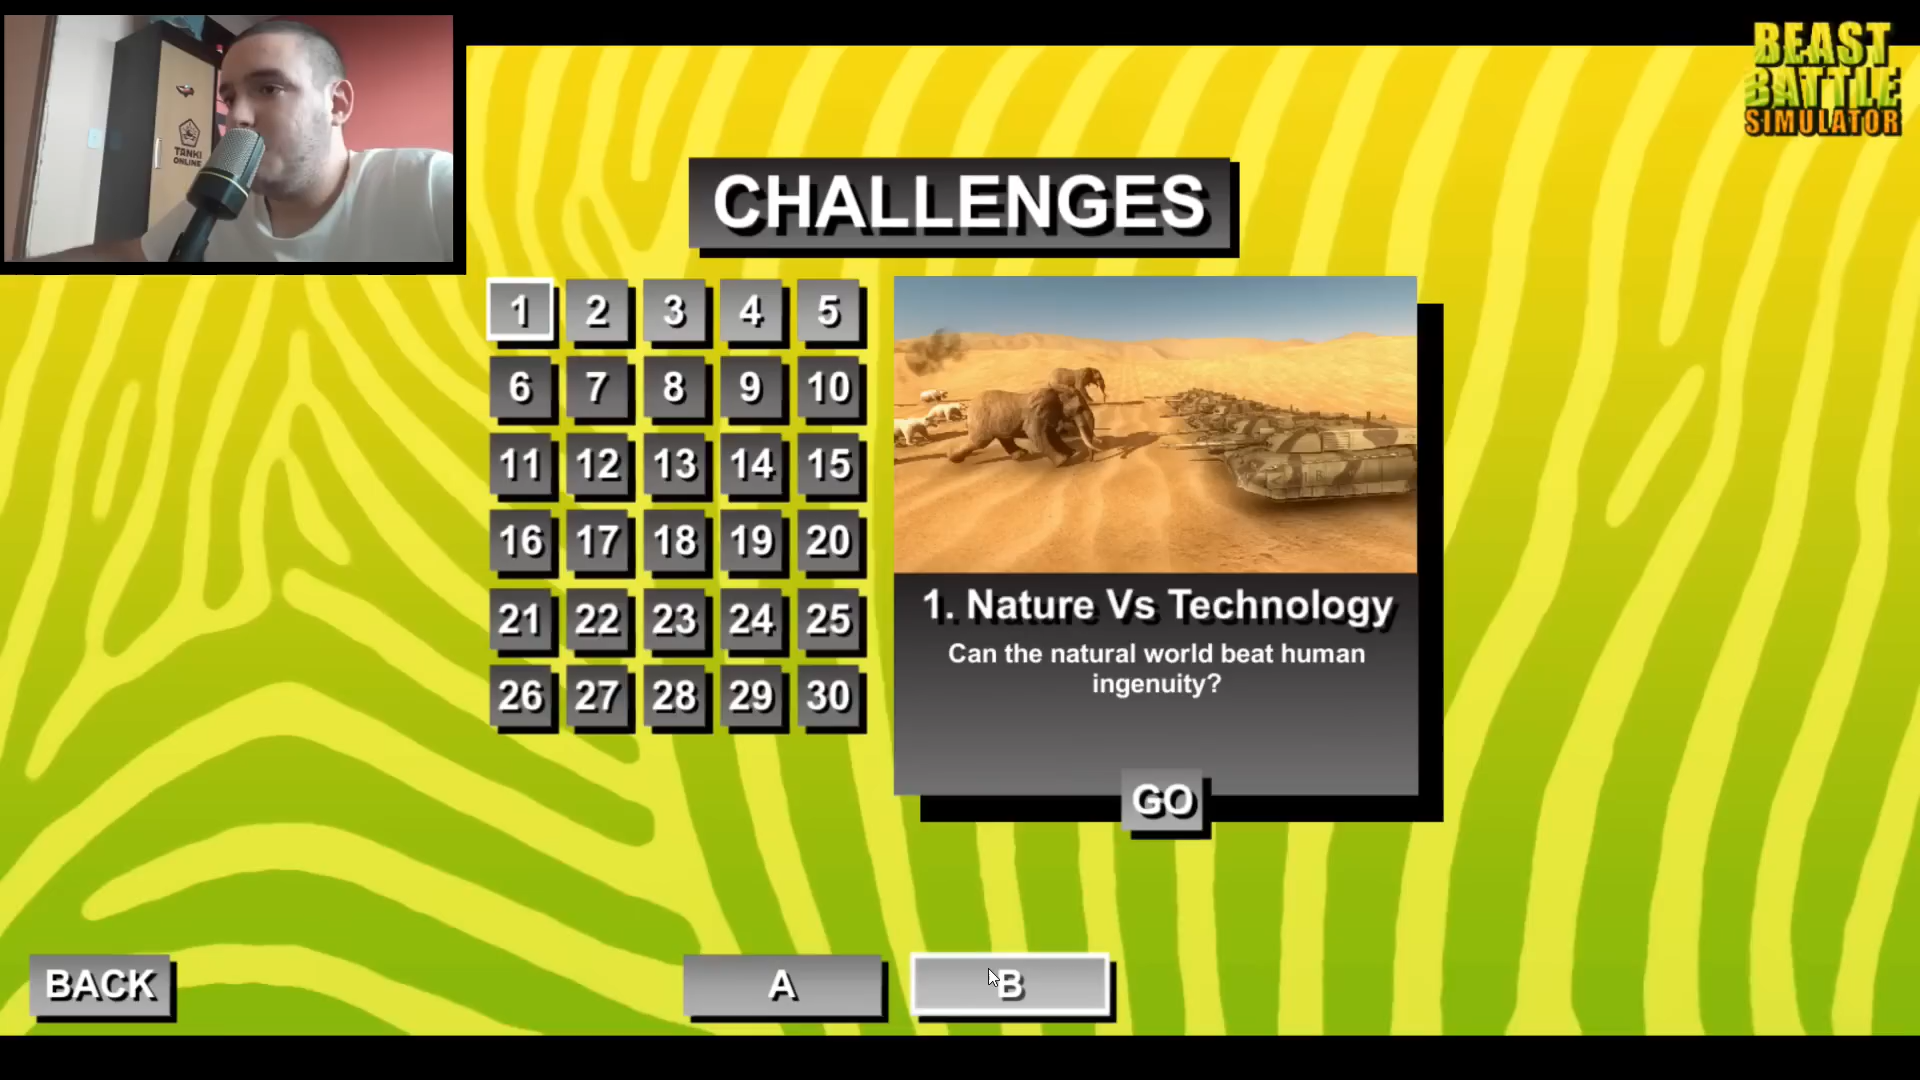 TANKI
ONLINE
BEAST
BATTLE
SIMULATOR
CHALLENGES
1 2 3 4 5
6 7 8 9 10
11 12 13 14 15
16 17 18 19 20
21 22 23 24 25
26 27 28 29 30
1. Nature Vs Technology
Can the natural world beat human
ingenuity?
GO
BACK
A
B